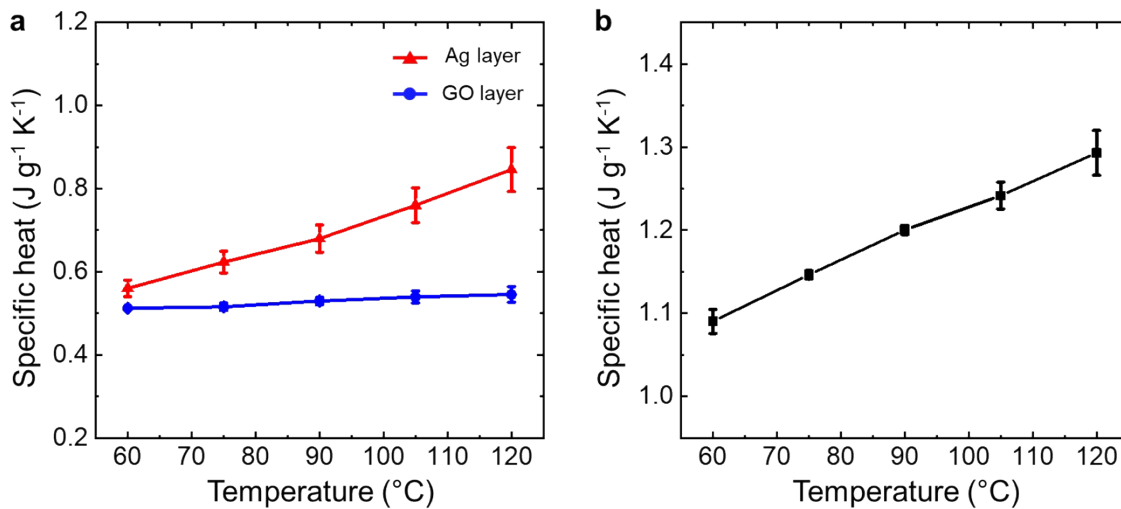 a
1.2
1.0
0.8
0.6
0.4
0.2
Specific heat (J g⁻¹ K⁻¹)
Ag layer
GO layer
60 70 80 90 100 110 120
Temperature (°C)
b
1.4
1.3
1.2
1.1
1.0
Specific heat (J g⁻¹ K⁻¹)
60 70 80 90 100 110 120
Temperature (°C)